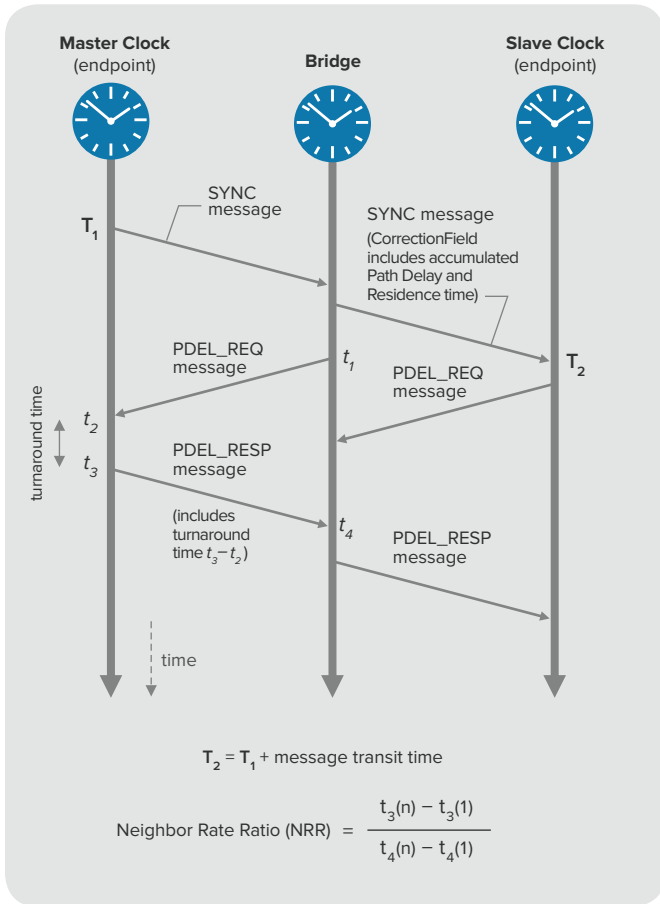 Master Clock
(endpoint)
Bridge
Slave Clock
(endpoint)
SYNC
message
T₁
SYNC message
(CorrectionField
includes accumulated
Path Delay and
Residence time)
PDEL_REQ
message
t₁
T₂
PDEL_REQ
message
turnaround time
t₂
t₃
PDEL_RESP
message
(includes
turnaround
time t₃–t₂)
t₄
PDEL_RESP
message
time
T₂ = T₁ + message transit time
Neighbor Rate Ratio (NRR) =
t₃(n) – t₃(1)
t₄(n) – t₄(1)